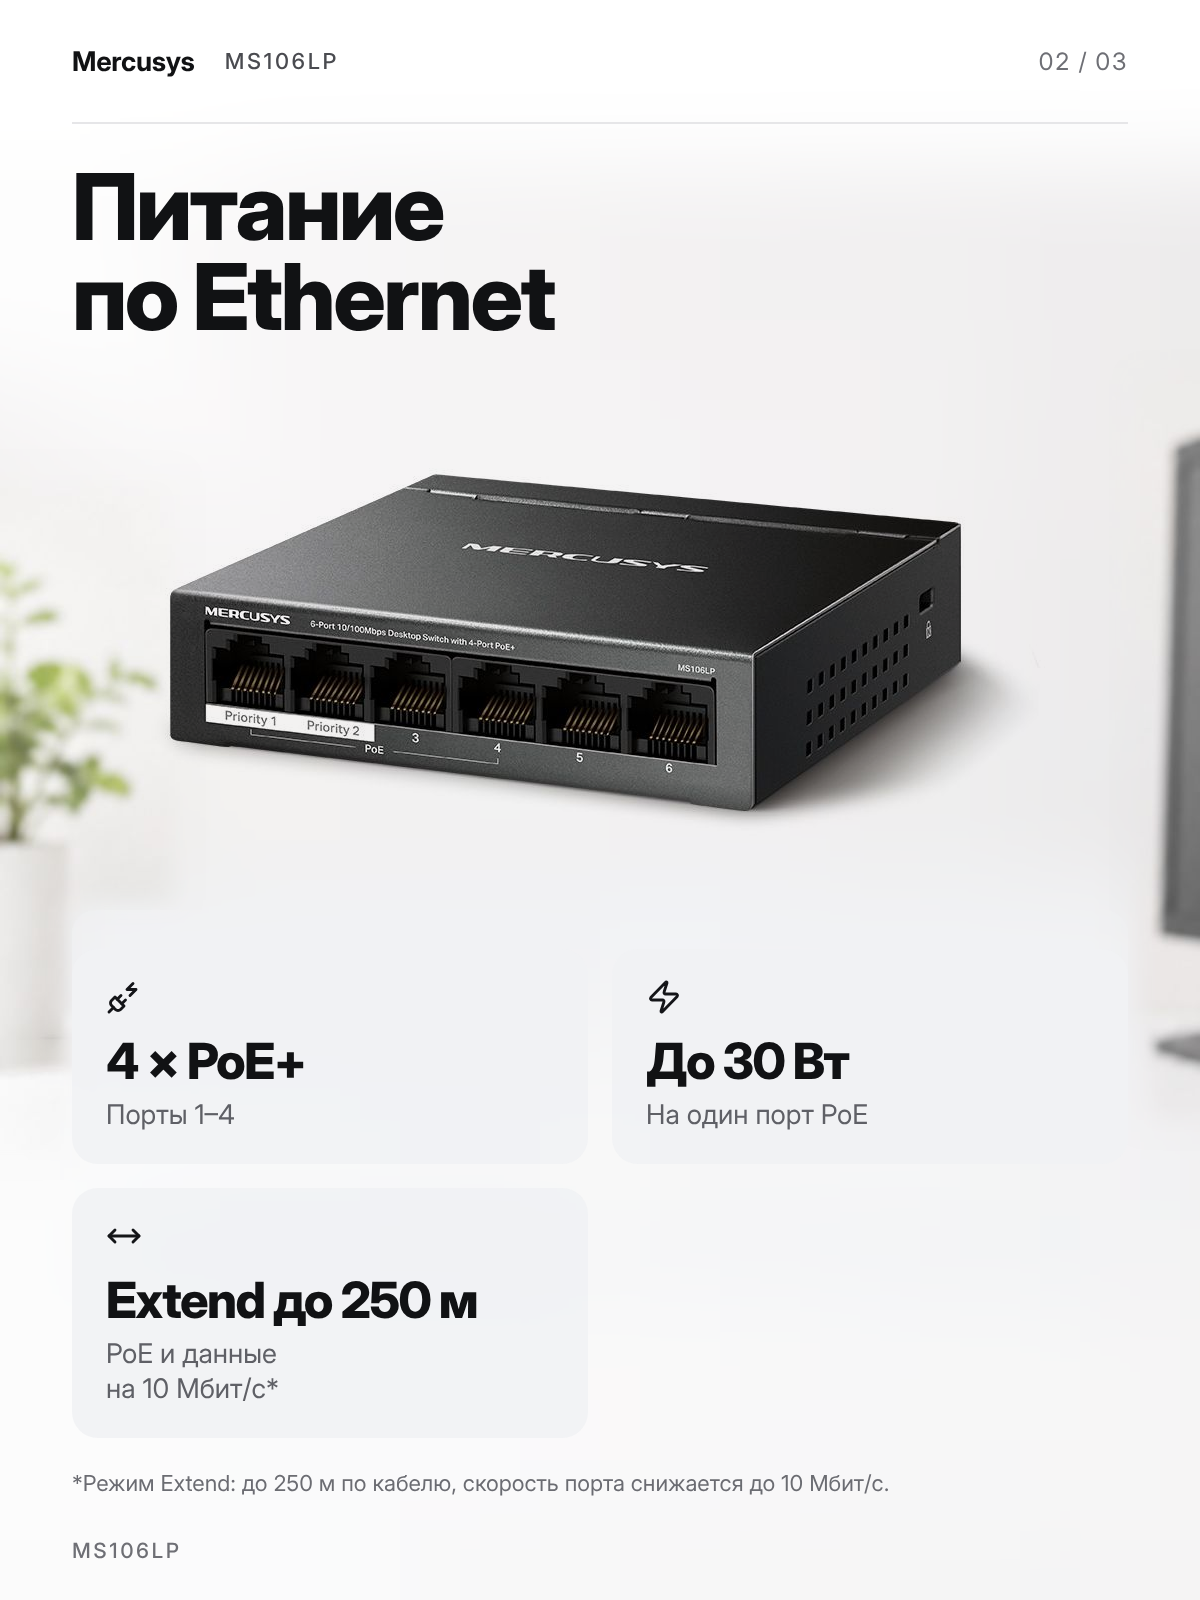 Mercusys MS106LP 02 / 03
Питание
по Ethernet
MERCUSYS
MERCUSYS 6-Port 10/100Mbps Desktop Switch with 4-Port PoE+
MS106LP
Priority 1 Priority 2 3 4 5 6
PoE
4 × PoE+
Порты 1–4
До 30 Вт
На один порт PoE
Extend до 250 м
PoE и данные
на 10 Мбит/с*
*Режим Extend: до 250 м по кабелю, скорость порта снижается до 10 Мбит/с.
MS106LP